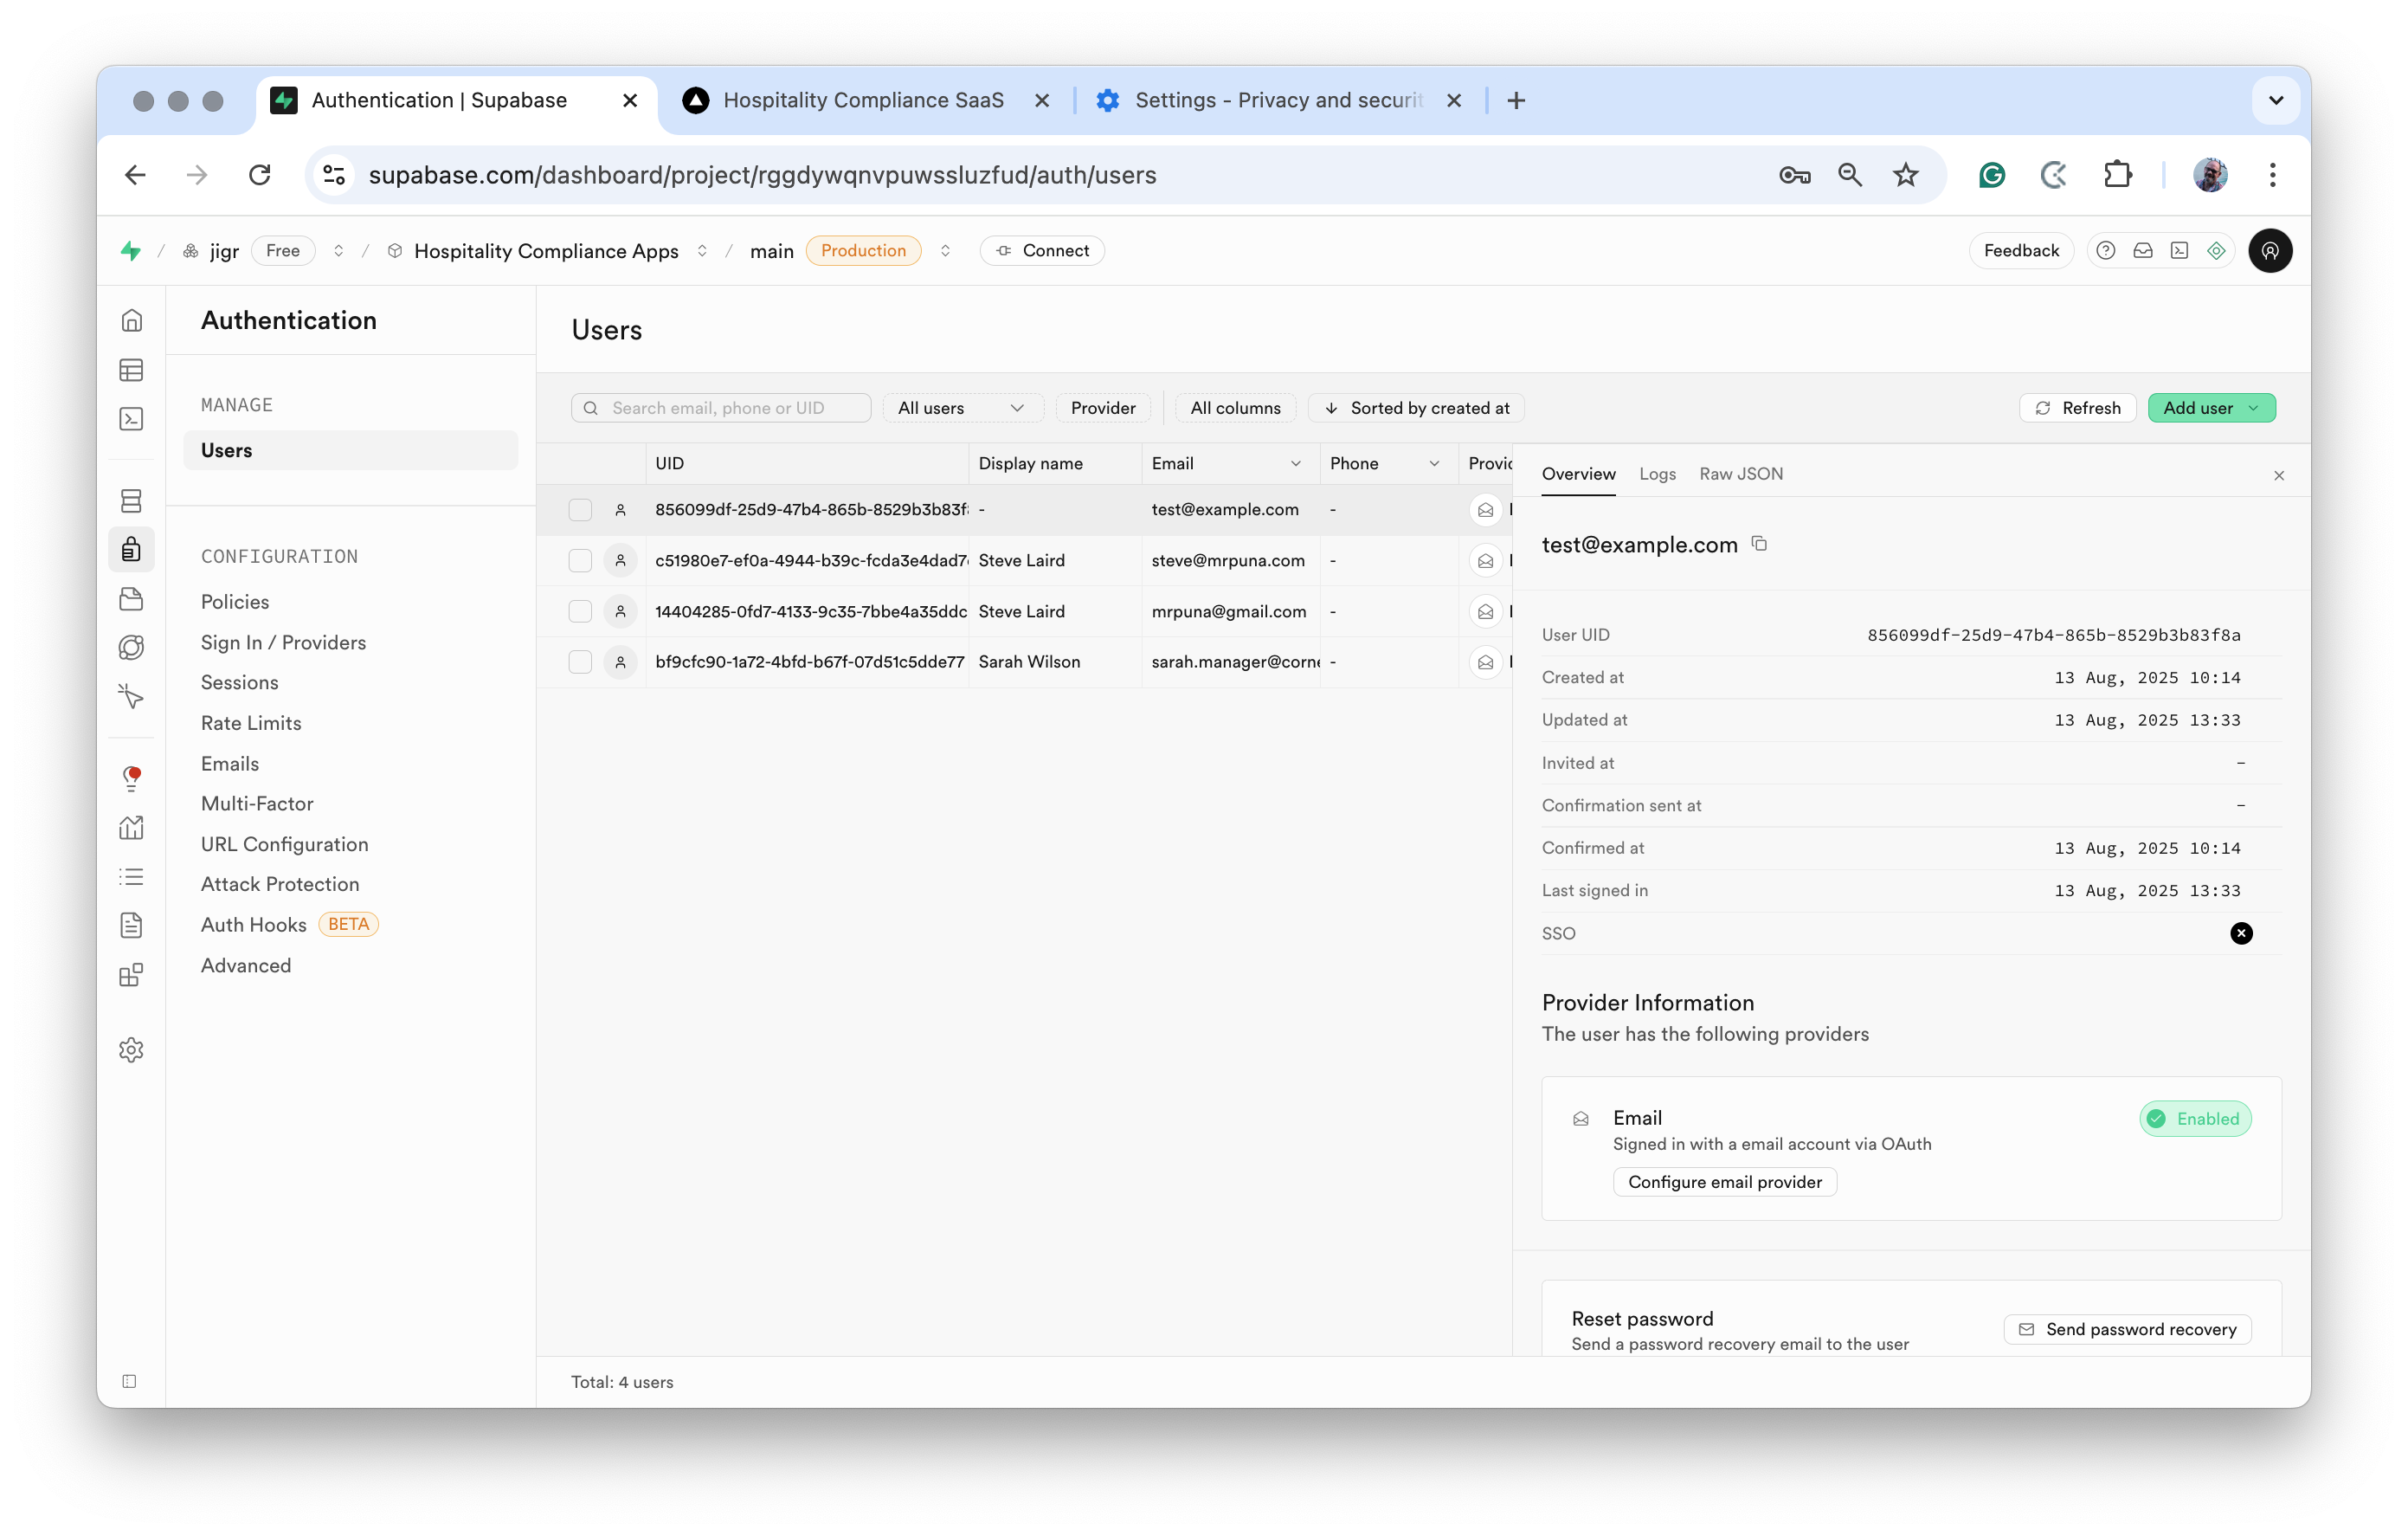 Authentication | Supabase
Hospitality Compliance SaaS
Settings - Privacy and securit
supabase.com/dashboard/project/rggdywqnvpuwssluzfud/auth/users
/ jigr Free / Hospitality Compliance Apps / main Production Connect
Feedback
Authentication
MANAGE
Users
CONFIGURATION
Policies
Sign In / Providers
Sessions
Rate Limits
Emails
Multi-Factor
URL Configuration
Attack Protection
Auth Hooks BETA
Advanced
Users
Search email, phone or UID All users Provider All columns Sorted by created at Refresh Add user
UID Display name Email Phone
856099df-25d9-47b4-865b-8529b3b83f - test@example.com -
c51980e7-ef0a-4944-b39c-fcda3e4dad7 Steve Laird steve@mrpuna.com -
14404285-0fd7-4133-9c35-7bbe4a35ddc Steve Laird mrpuna@gmail.com -
bf9cfc90-1a72-4bfd-b67f-07d51c5dde77 Sarah Wilson sarah.manager@corne -
Total: 4 users
Overview Logs Raw JSON
test@example.com
User UID 856099df-25d9-47b4-865b-8529b3b83f8a
Created at 13 Aug, 2025 10:14
Updated at 13 Aug, 2025 13:33
Invited at -
Confirmation sent at -
Confirmed at 13 Aug, 2025 10:14
Last signed in 13 Aug, 2025 13:33
SSO
Provider Information
The user has the following providers
Email
Enabled
Signed in with a email account via OAuth
Configure email provider
Reset password
Send a password recovery email to the user
Send password recovery